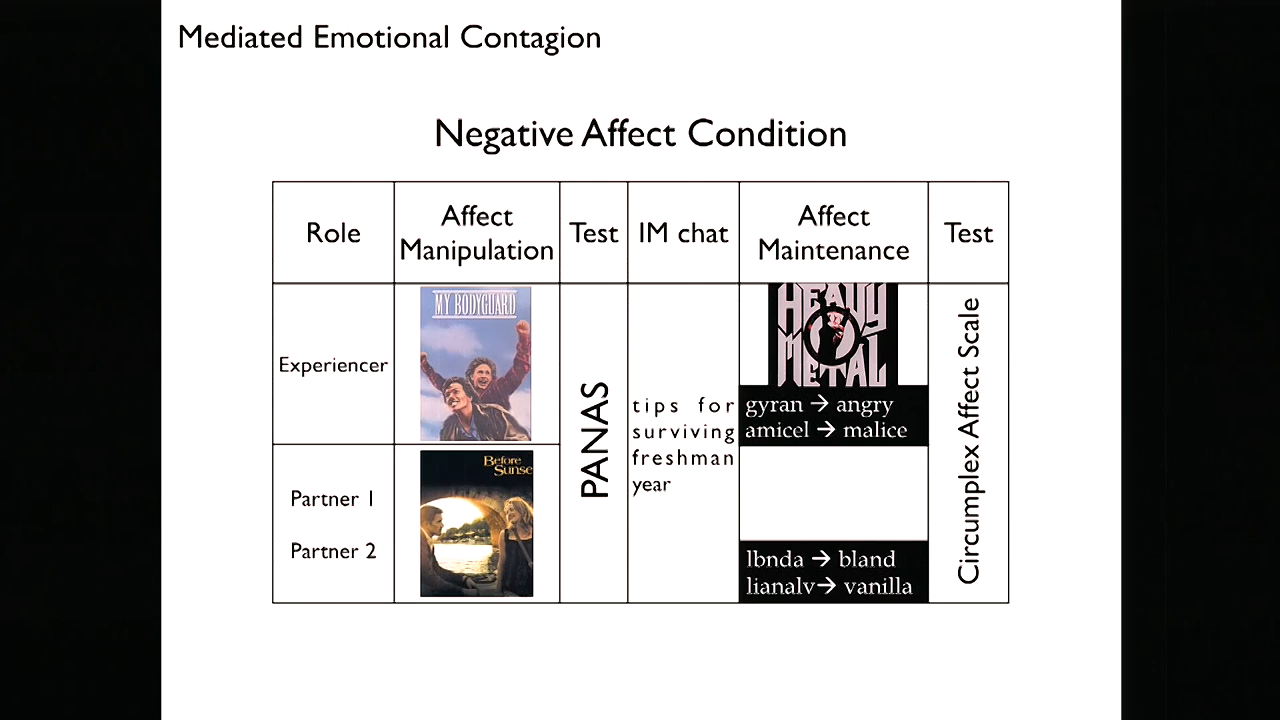 Mediated Emotional Contagion
Negative Affect Condition
Role
Affect
Manipulation
Test
IM chat
Affect
Maintenance
Test
Experiencer
MY BODYGUARD
PANAS
tips for
surviving
freshman
year
HEAVY
METAL
gyran → angry
amicel → malice
Circumplex Affect Scale
Partner 1
Partner 2
Before
Sunse
lbnda → bland
lianalv→ vanilla